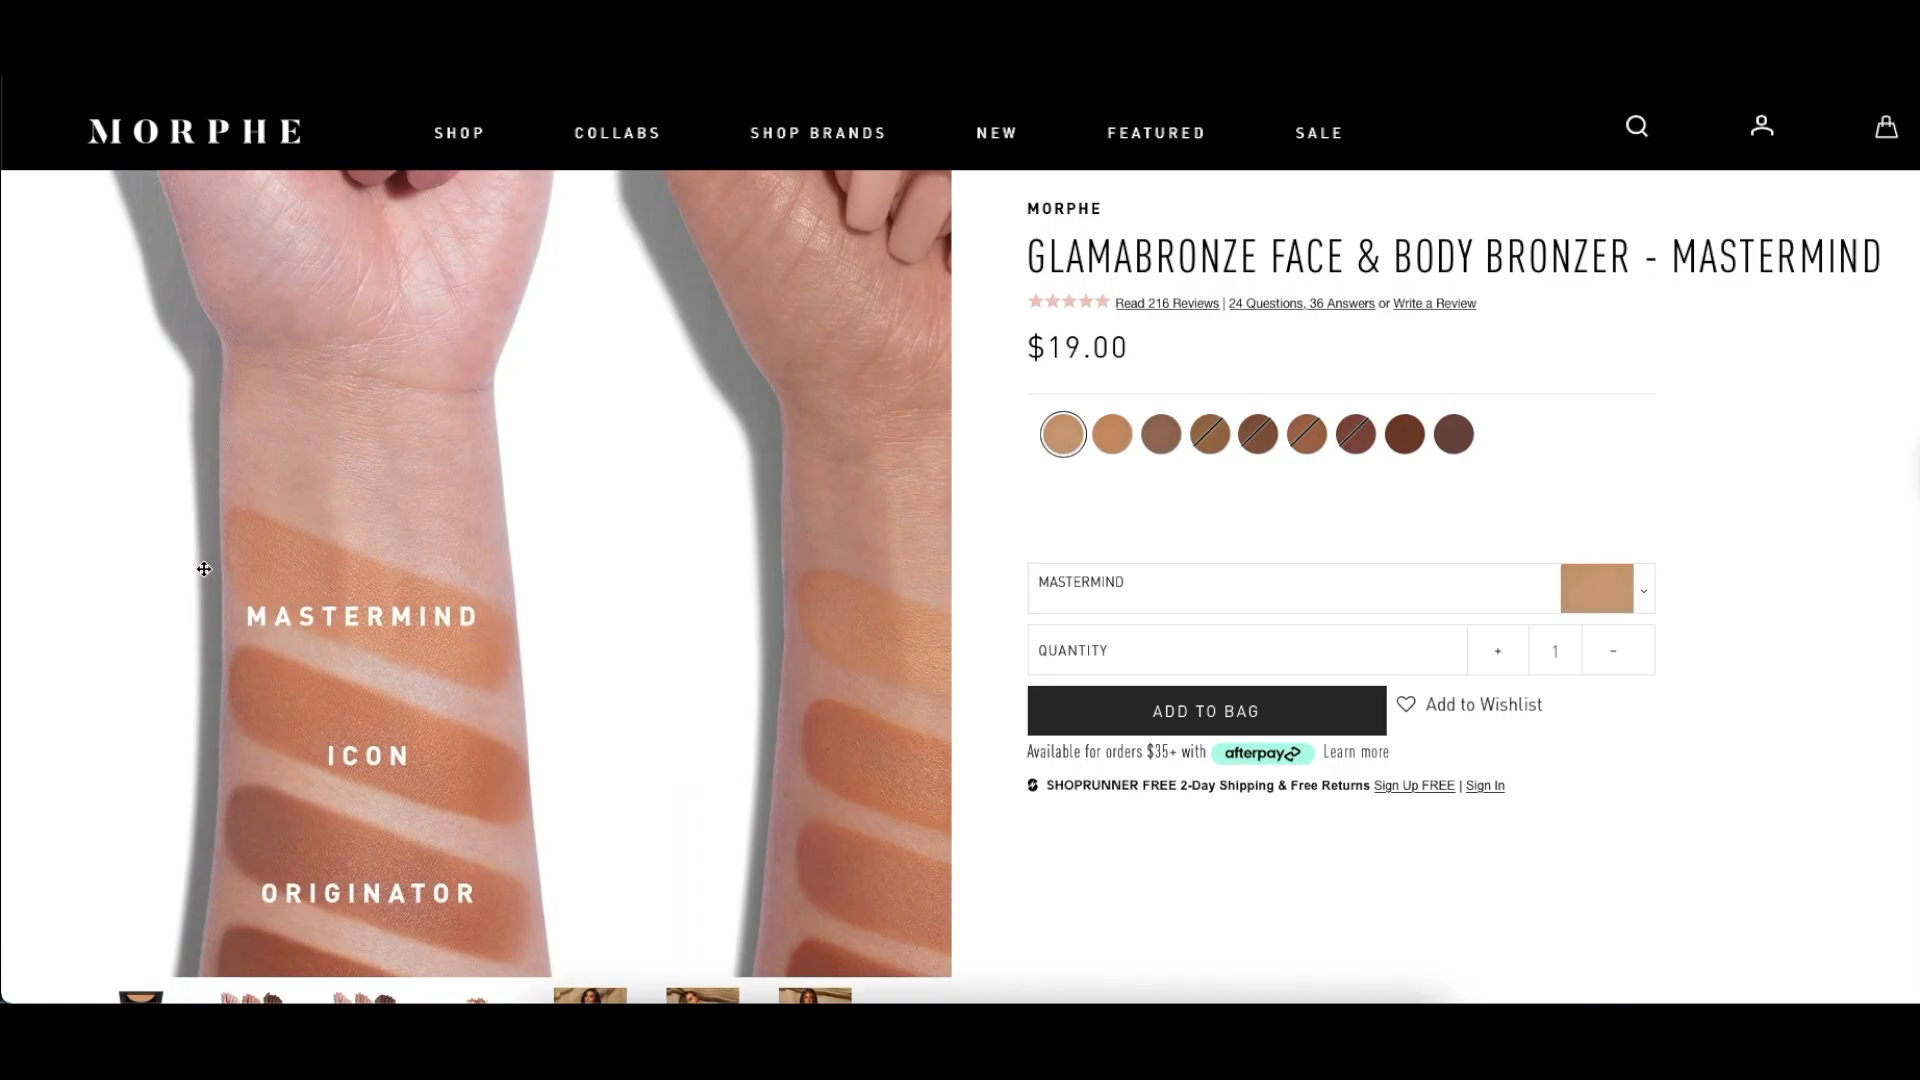 MORPHE
SHOP
COLLABS
SHOP BRANDS
NEW
FEATURED
SALE
MORPHE
GLAMABRONZE FACE & BODY BRONZER - MASTERMIND
Read 216 Reviews | 24 Questions, 36 Answers or Write a Review
$19.00
MASTERMIND
QUANTITY + 1 -
ADD TO BAG
Add to Wishlist
Available for orders $35+ with afterpay Learn more
SHOPRUNNER FREE 2-Day Shipping & Free Returns Sign Up FREE | Sign In
MASTERMIND
ICON
ORIGINATOR